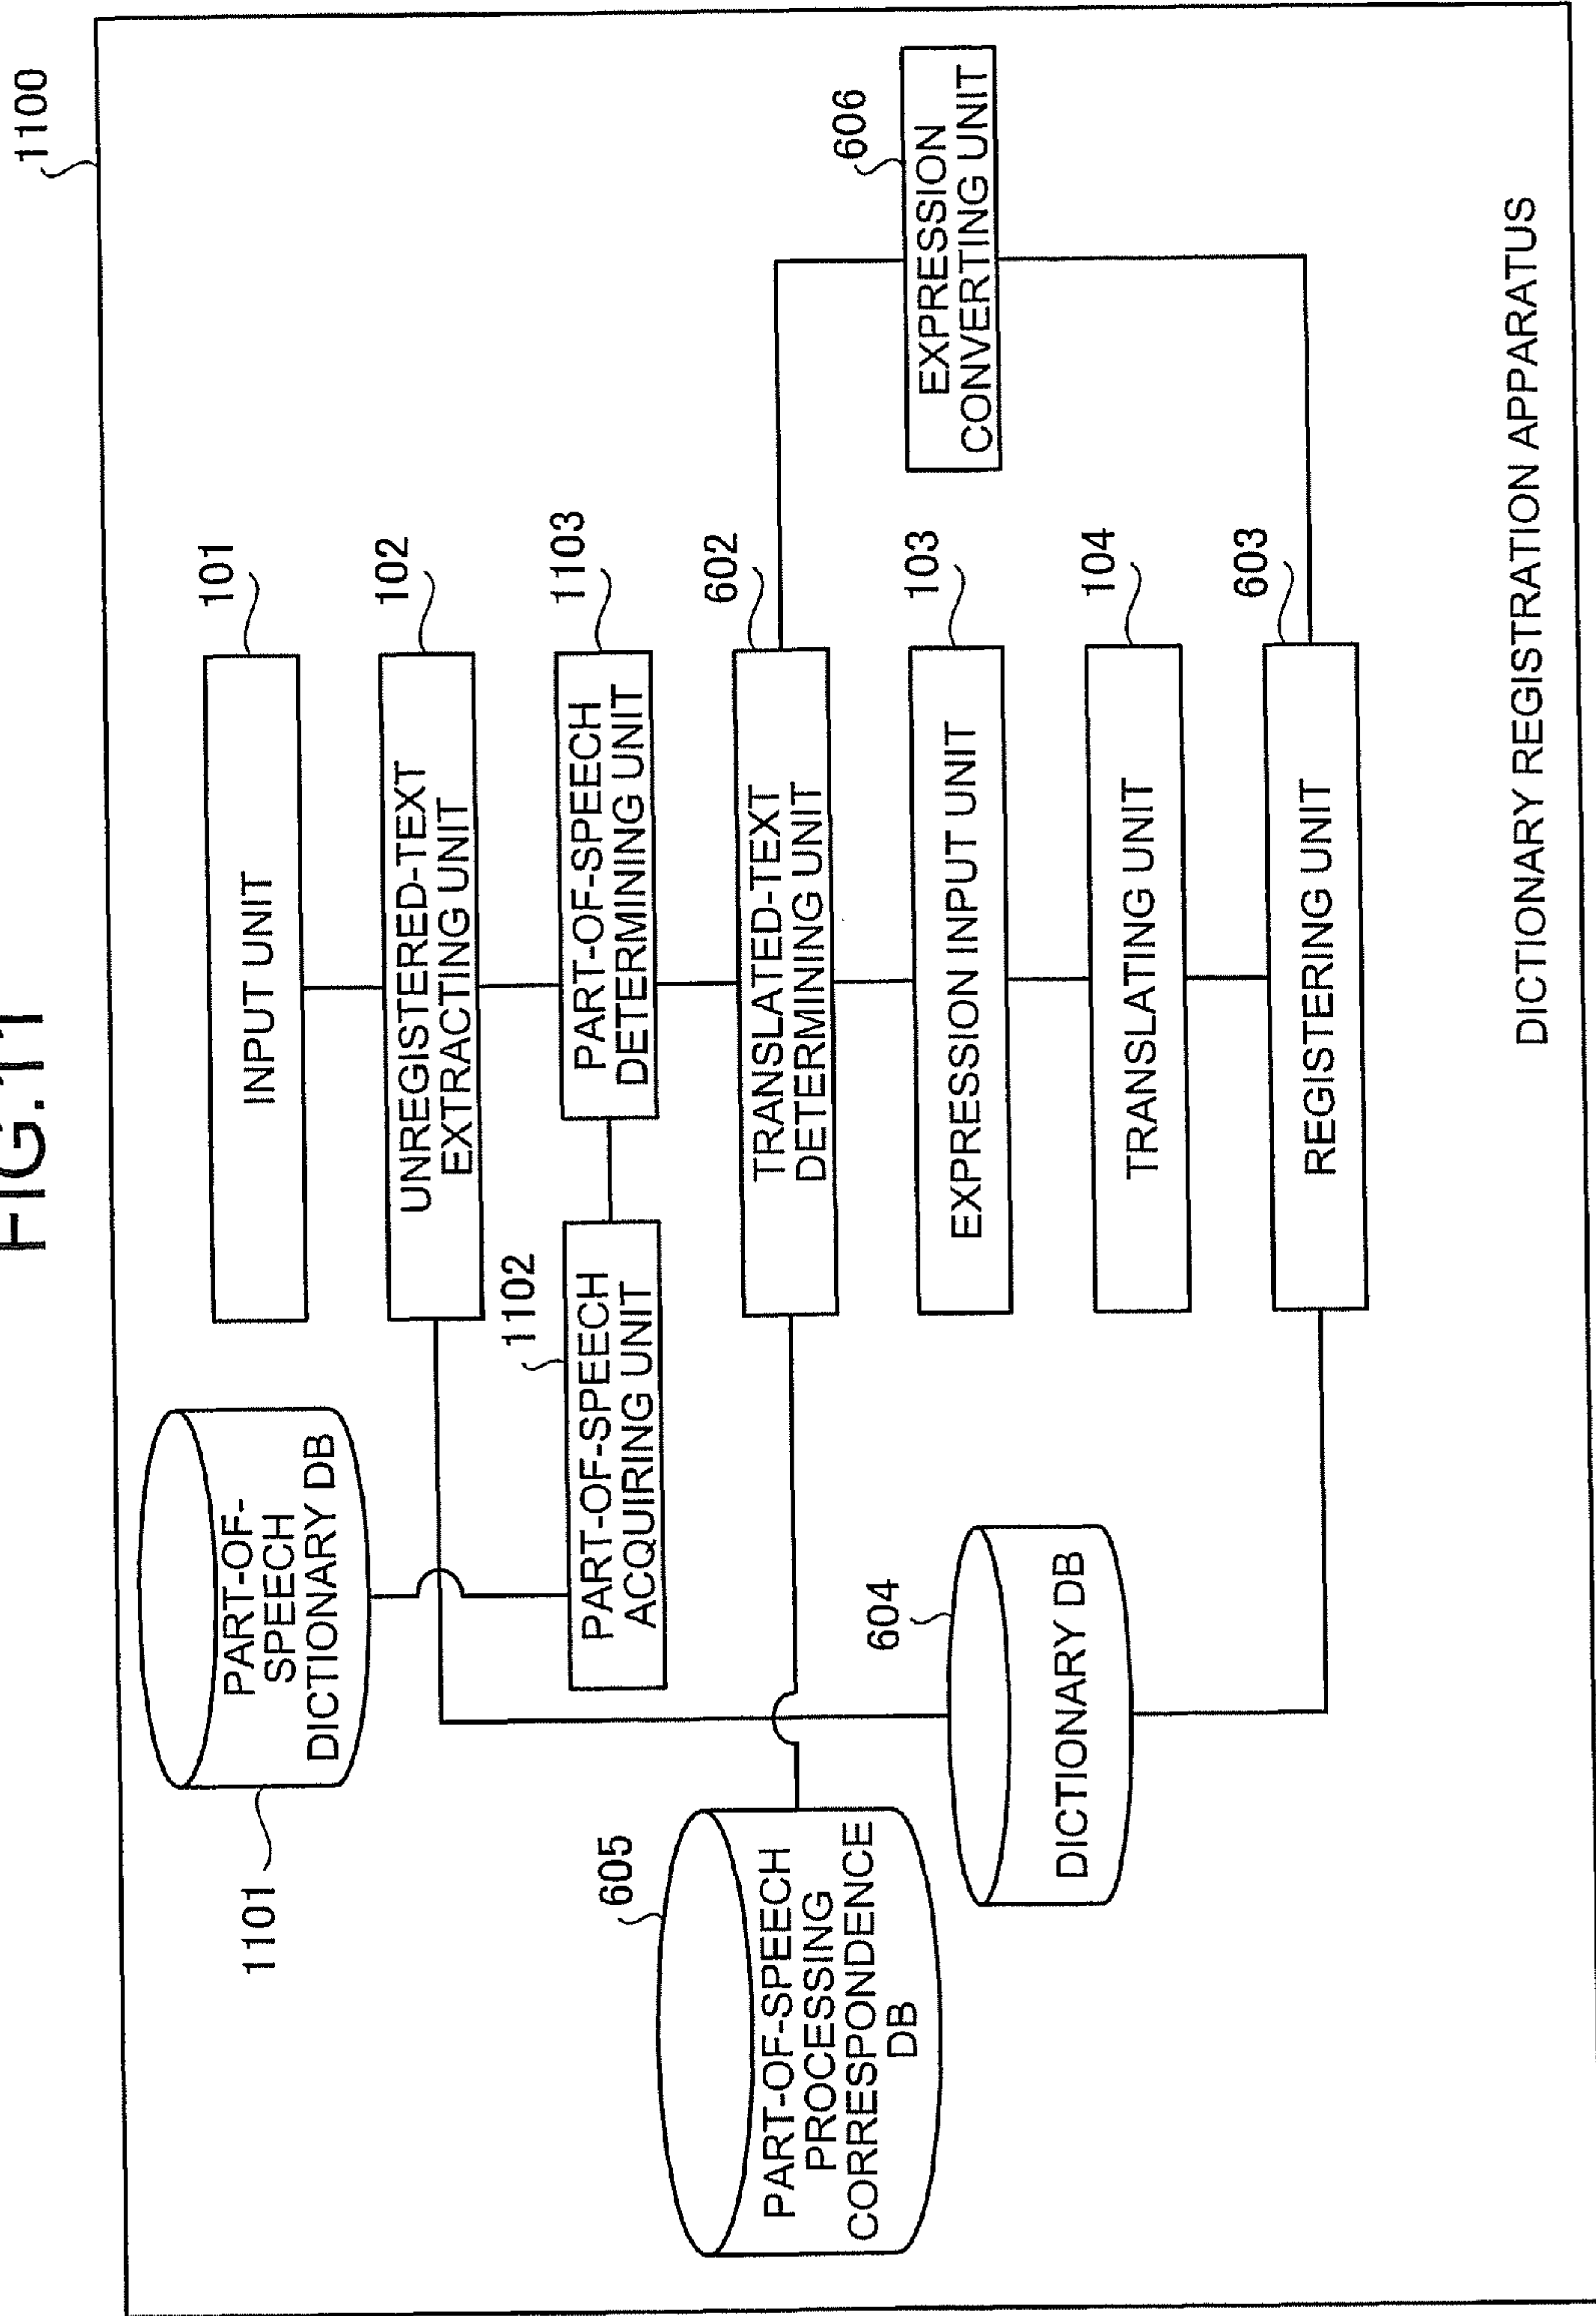 FIG.11
1100
PART-OF-
SPEECH
DICTIONARY DB
1101
INPUT UNIT
101
UNREGISTERED-TEXT
EXTRACTING UNIT
102
1102
PART-OF-SPEECH
ACQUIRING UNIT
PART-OF-SPEECH
DETERMINING UNIT
1103
605
PART-OF-SPEECH
PROCESSING
CORRESPONDENCE
DB
TRANSLATED-TEXT
DETERMINING UNIT
602
606
EXPRESSION
CONVERTING UNIT
EXPRESSION INPUT UNIT
103
604
DICTIONARY DB
TRANSLATING UNIT
104
REGISTERING UNIT
603
DICTIONARY REGISTRATION APPARATUS